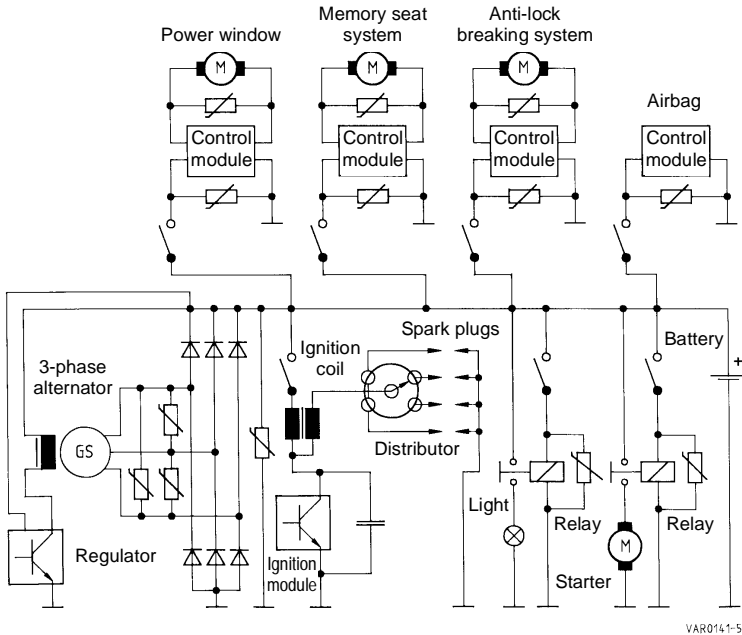 Power window
Memory seat
system
Anti-lock
breaking system
Airbag
M
M
M
Control
module
Control
module
Control
module
Control
module
3-phase
alternator
GS
Regulator
Ignition
coil
Spark plugs
Distributor
Ignition
module
Light
Relay
Starter
M
Relay
Battery
+
VAR0141-5